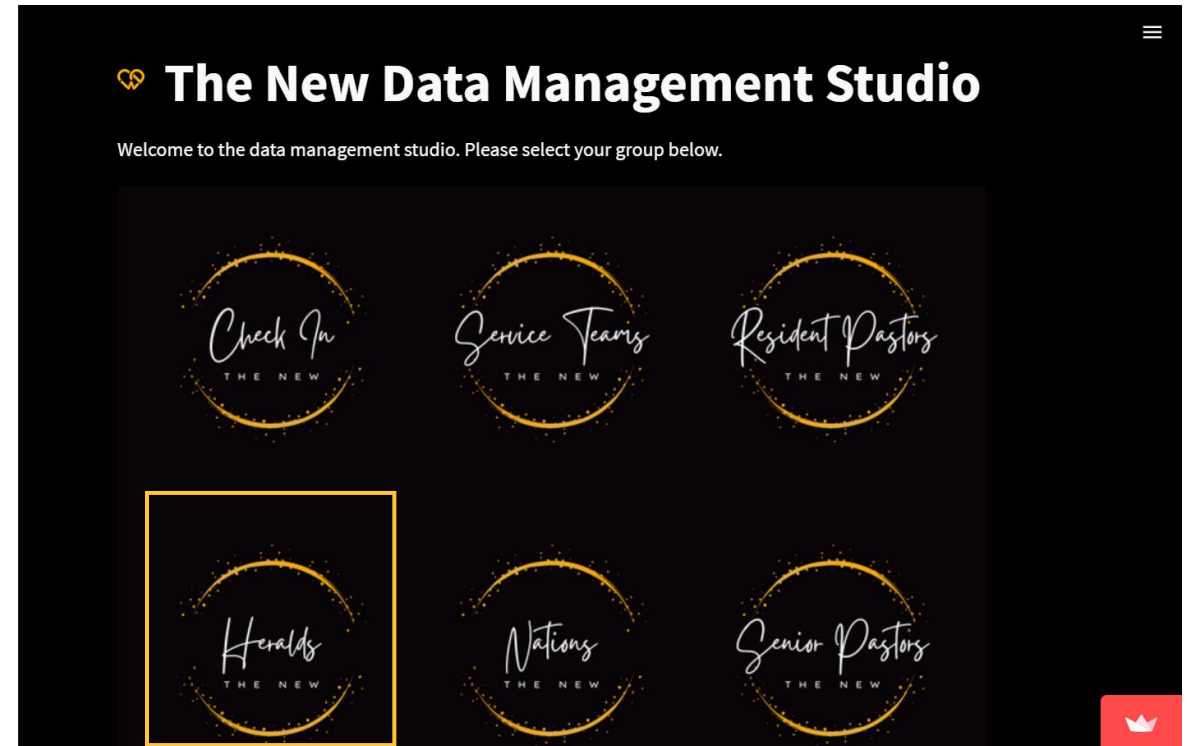 The New Data Management Studio
Welcome to the data management studio. Please select your group below.
Check In
THE NEW
Service Teams
THE NEW
Resident Pastors
THE NEW
Heralds
THE NEW
Nations
THE NEW
Senior Pastors
THE NEW